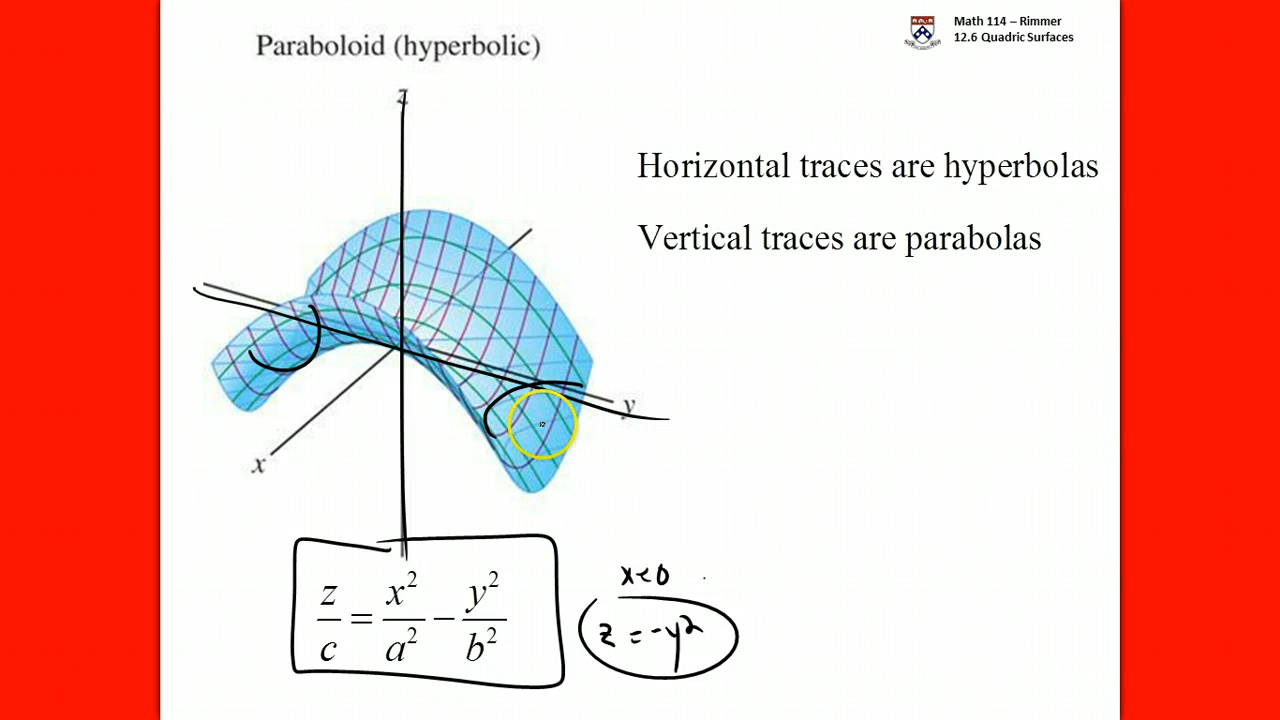 Math 114 – Rimmer
12.6 Quadric Surfaces
Paraboloid (hyperbolic)
z
Horizontal traces are hyperbolas
Vertical traces are parabolas
y
x
z/c = x²/a² − y²/b²
x<0
z = -y²